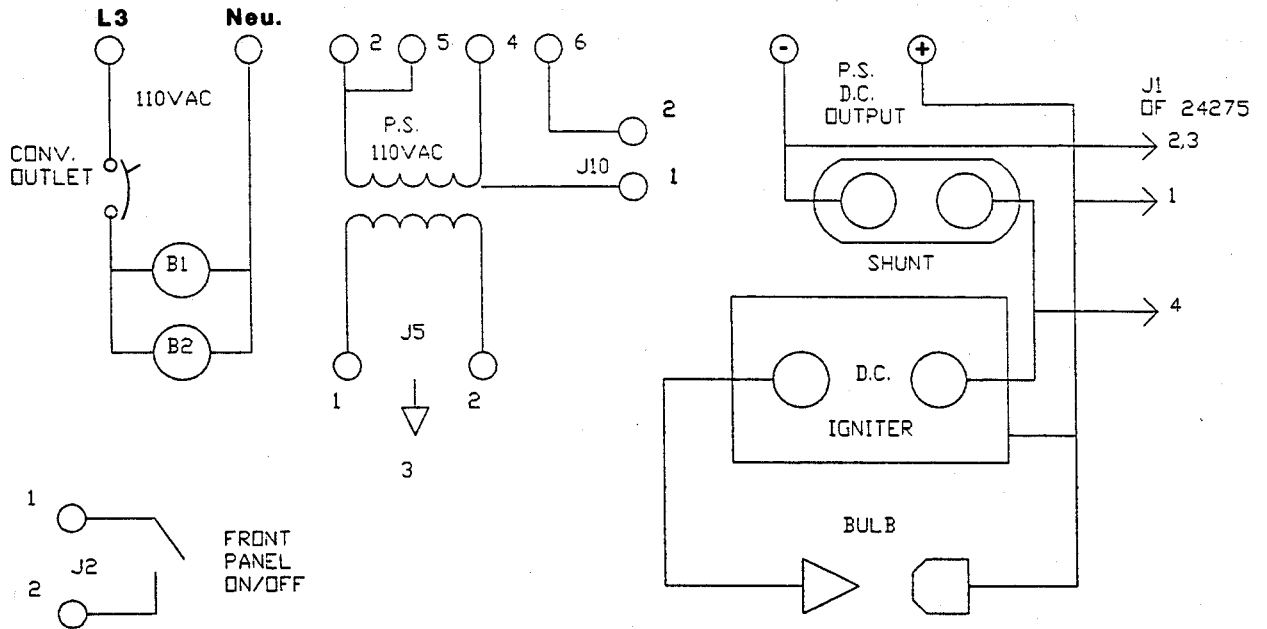 L3 Neu.
2 5 4 6
- +
110VAC
P.S.
110VAC
P.S.
D.C.
OUTPUT
J1
OF 24275
2,3
CONV.
OUTLET
2
J10 1
1
SHUNT
B1
4
B2
J5
1 2
3
D.C.
IGNITER
1
J2
2
FRONT
PANEL
ON/OFF
BULB